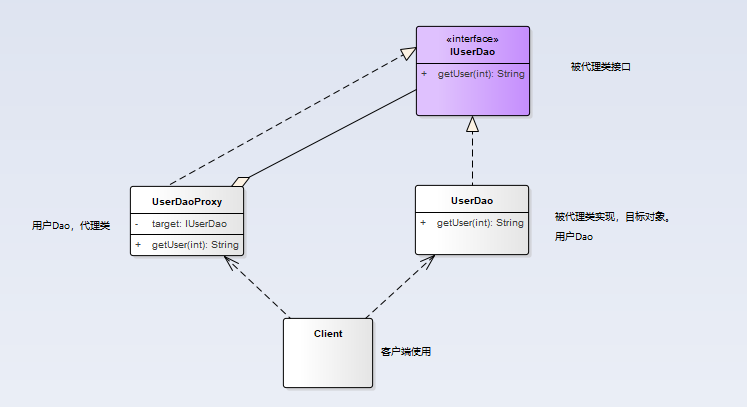 «interface»
IUserDao
+ getUser(int): String
被代理类接口
UserDaoProxy
- target: IUserDao
+ getUser(int): String
用户Dao，代理类
UserDao
+ getUser(int): String
被代理类实现，目标对象。
用户Dao
Client
客户端使用